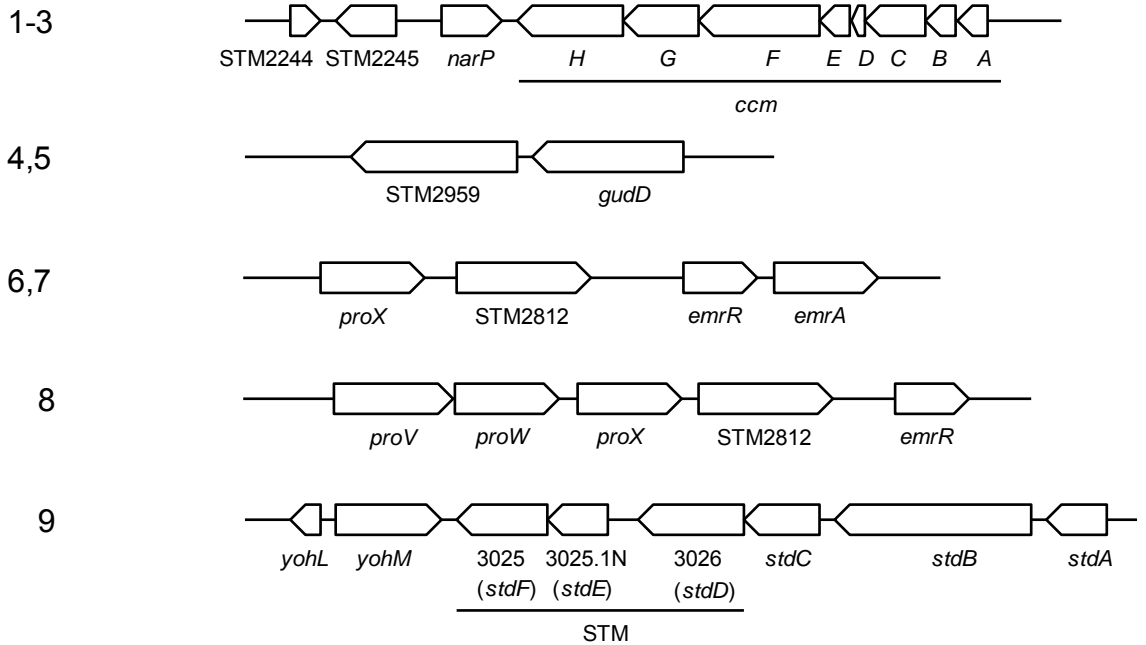 1-3
STM2244 STM2245 narP H G F E D C B A
ccm
4,5
STM2959 gudD
6,7
proX STM2812 emrR emrA
8
proV proW proX STM2812 emrR
9
yohL yohM 3025 3025.1N 3026 stdC stdB stdA
(stdF) (stdE) (stdD)
STM